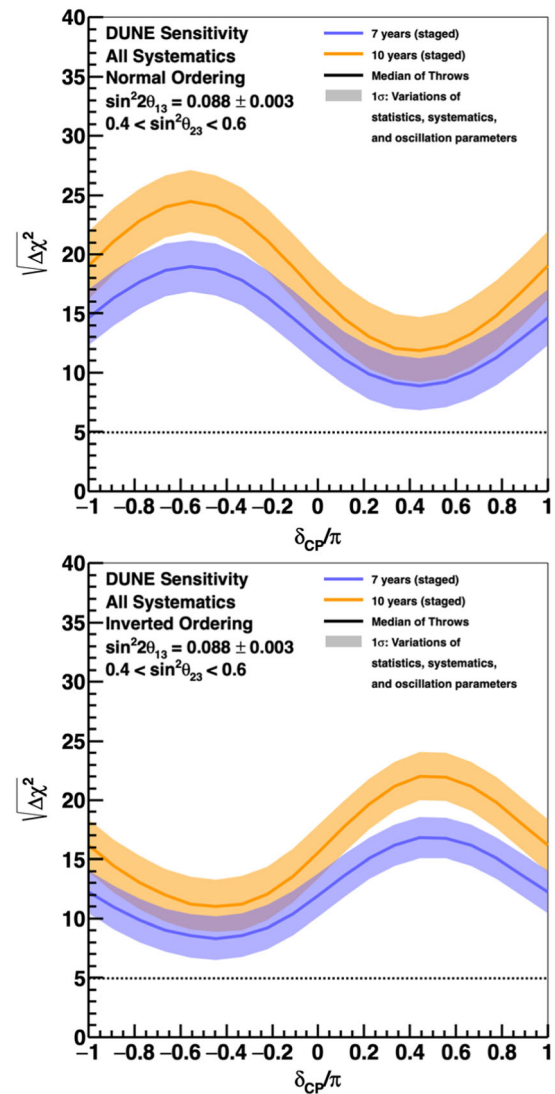 DUNE Sensitivity
All Systematics
Normal Ordering
sin²2θ₁₃ = 0.088 ± 0.003
0.4 < sin²θ₂₃ < 0.6
7 years (staged)
10 years (staged)
Median of Throws
1σ: Variations of
statistics, systematics,
and oscillation parameters
√Δχ²
40
35
30
25
20
15
10
5
0
−1 −0.8 −0.6 −0.4 −0.2 0 0.2 0.4 0.6 0.8 1
δCP/π
DUNE Sensitivity
All Systematics
Inverted Ordering
sin²2θ₁₃ = 0.088 ± 0.003
0.4 < sin²θ₂₃ < 0.6
7 years (staged)
10 years (staged)
Median of Throws
1σ: Variations of
statistics, systematics,
and oscillation parameters
√Δχ²
40
35
30
25
20
15
10
5
0
−1 −0.8 −0.6 −0.4 −0.2 0 0.2 0.4 0.6 0.8 1
δCP/π